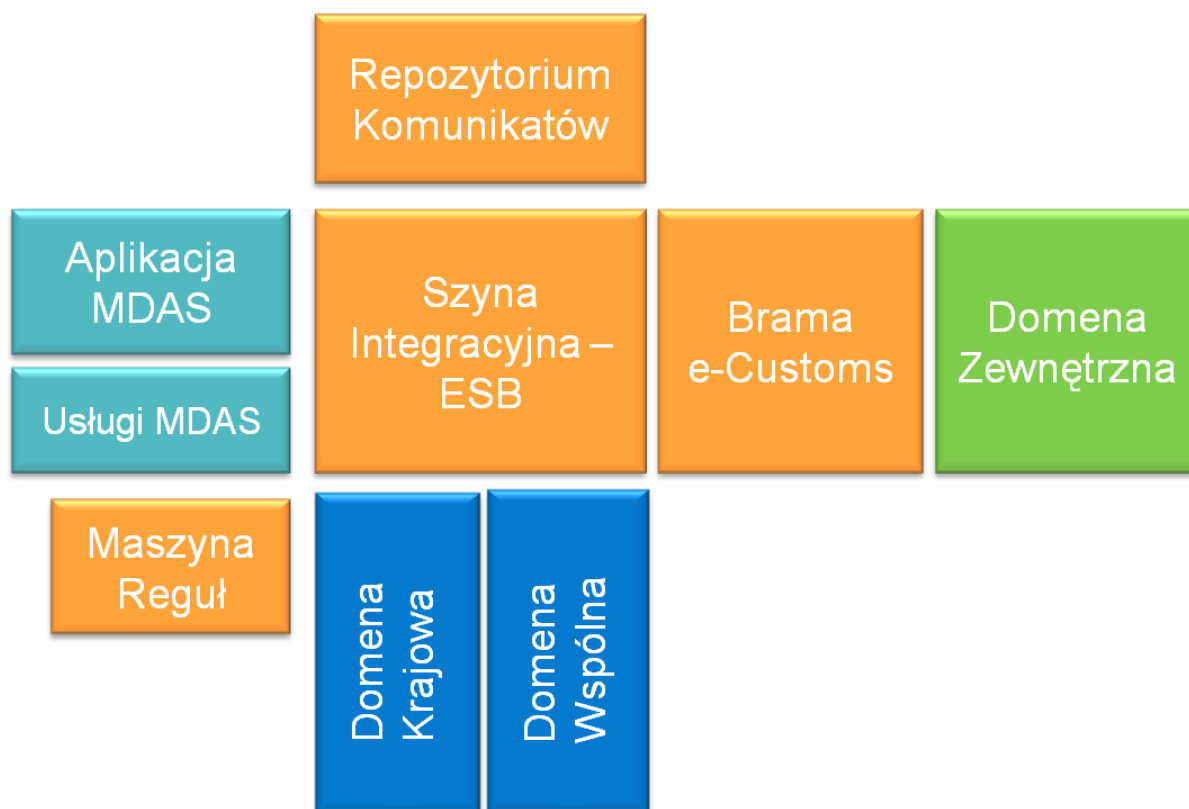 Repozytorium
Komunikatów
Aplikacja
MDAS
Usługi MDAS
Szyna
Integracyjna –
ESB
Brama
e-Customs
Domena
Zewnętrzna
Maszyna
Reguł
Domena
Krajowa
Domena
Wspólna